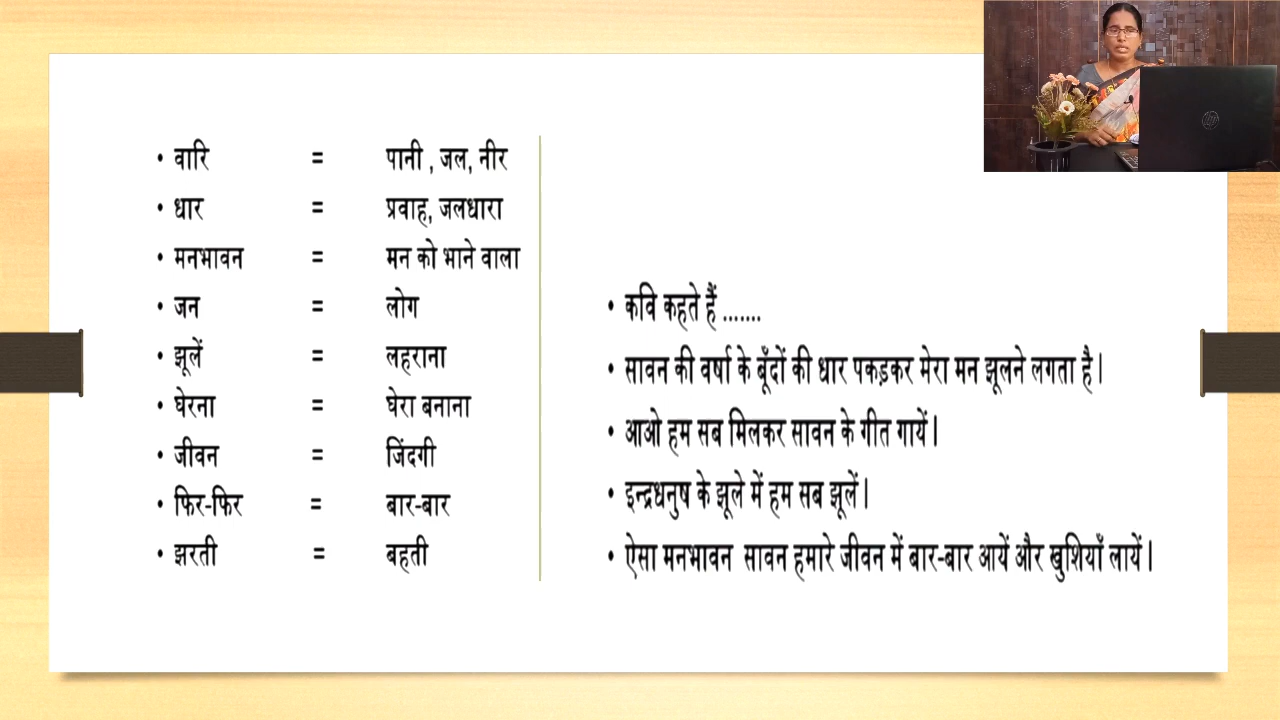 • वारि = पानी , जल, नीर
• धार = प्रवाह, जलधारा
• मनभावन = मन को भाने वाला
• जन = लोग
• झूलें = लहराना
• घेरना = घेरा बनाना
• जीवन = जिंदगी
• फिर-फिर = बार-बार
• झरती = बहती
• कवि कहते हैं .......
• सावन की वर्षा के बूँदों की धार पकड़कर मेरा मन झूलने लगता है |
• आओ हम सब मिलकर सावन के गीत गायें |
• इन्द्रधनुष के झूले में हम सब झूलें |
• ऐसा मनभावन सावन हमारे जीवन में बार-बार आयें और खुशियाँ लायें |
hp